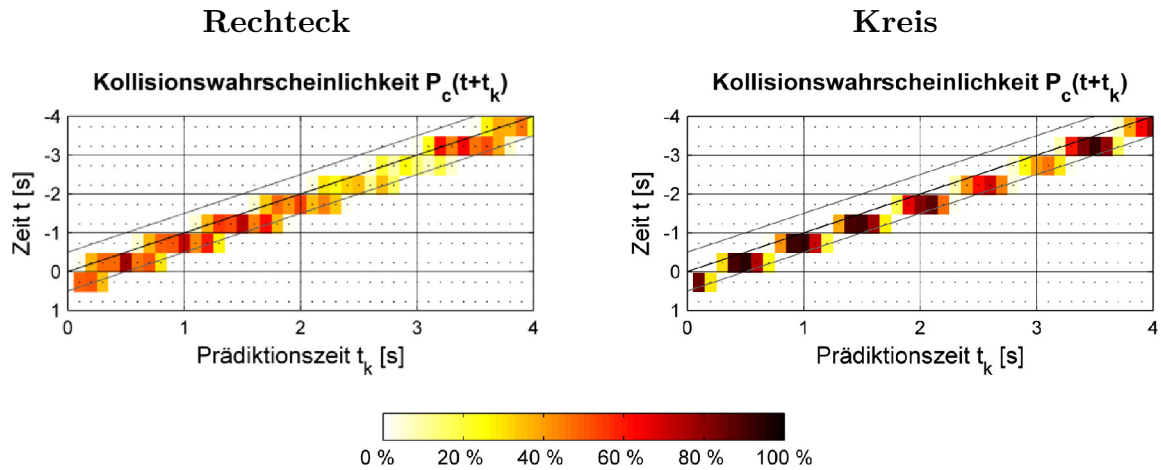 Rechteck
Kreis
Kollisionswahrscheinlichkeit P_c(t+t_k)
Kollisionswahrscheinlichkeit P_c(t+t_k)
-4
-3
-2
-1
0
1
Zeit t [s]
0 1 2 3 4
Prädiktionszeit t_k [s]
-4
-3
-2
-1
0
1
Zeit t [s]
0 1 2 3 4
Prädiktionszeit t_k [s]
0 % 20 % 40 % 60 % 80 % 100 %